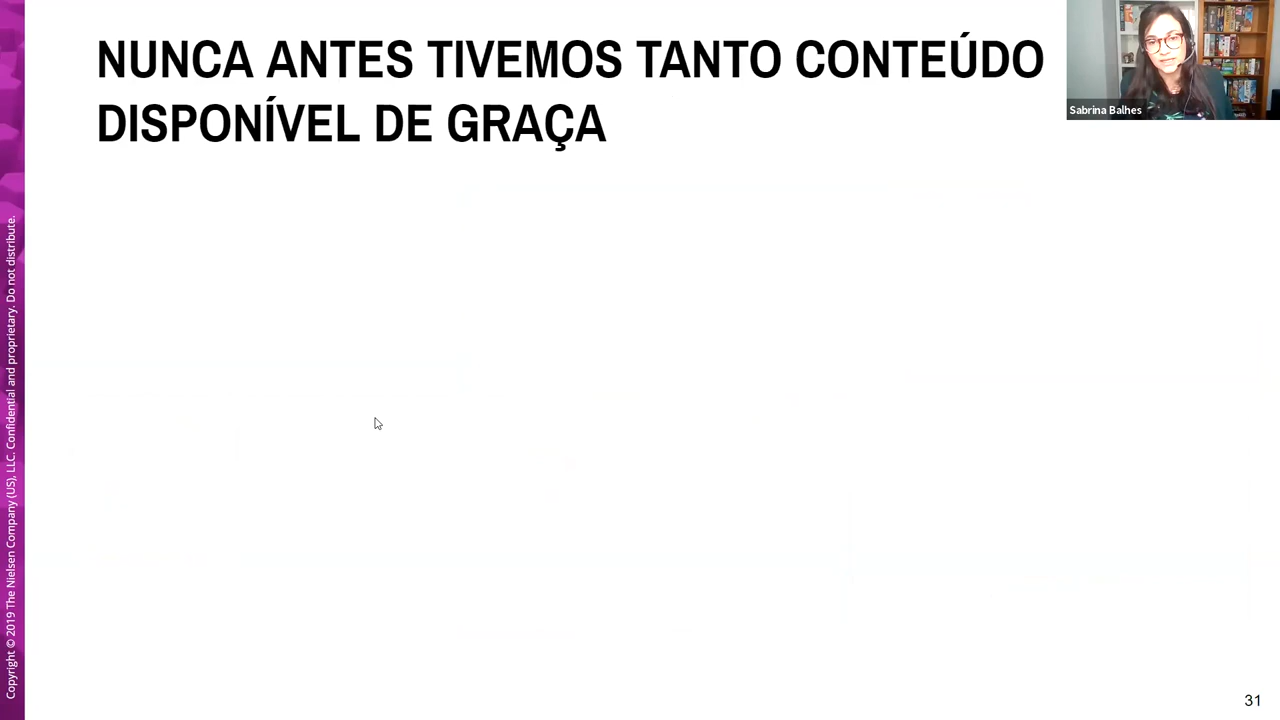 NUNCA ANTES TIVEMOS TANTO CONTEÚDO
DISPONÍVEL DE GRAÇA
Sabrina Balhes
Copyright © 2019 The Nielsen Company (US), LLC. Confidential and proprietary. Do not distribute.
31